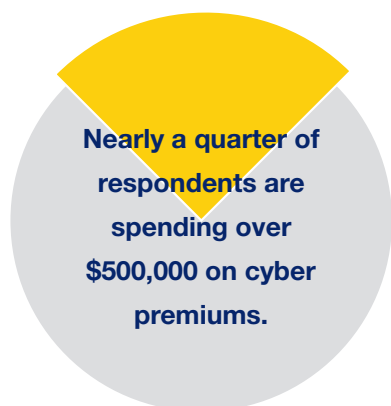 Nearly a quarter of
respondents are
spending over
$500,000 on cyber
premiums.